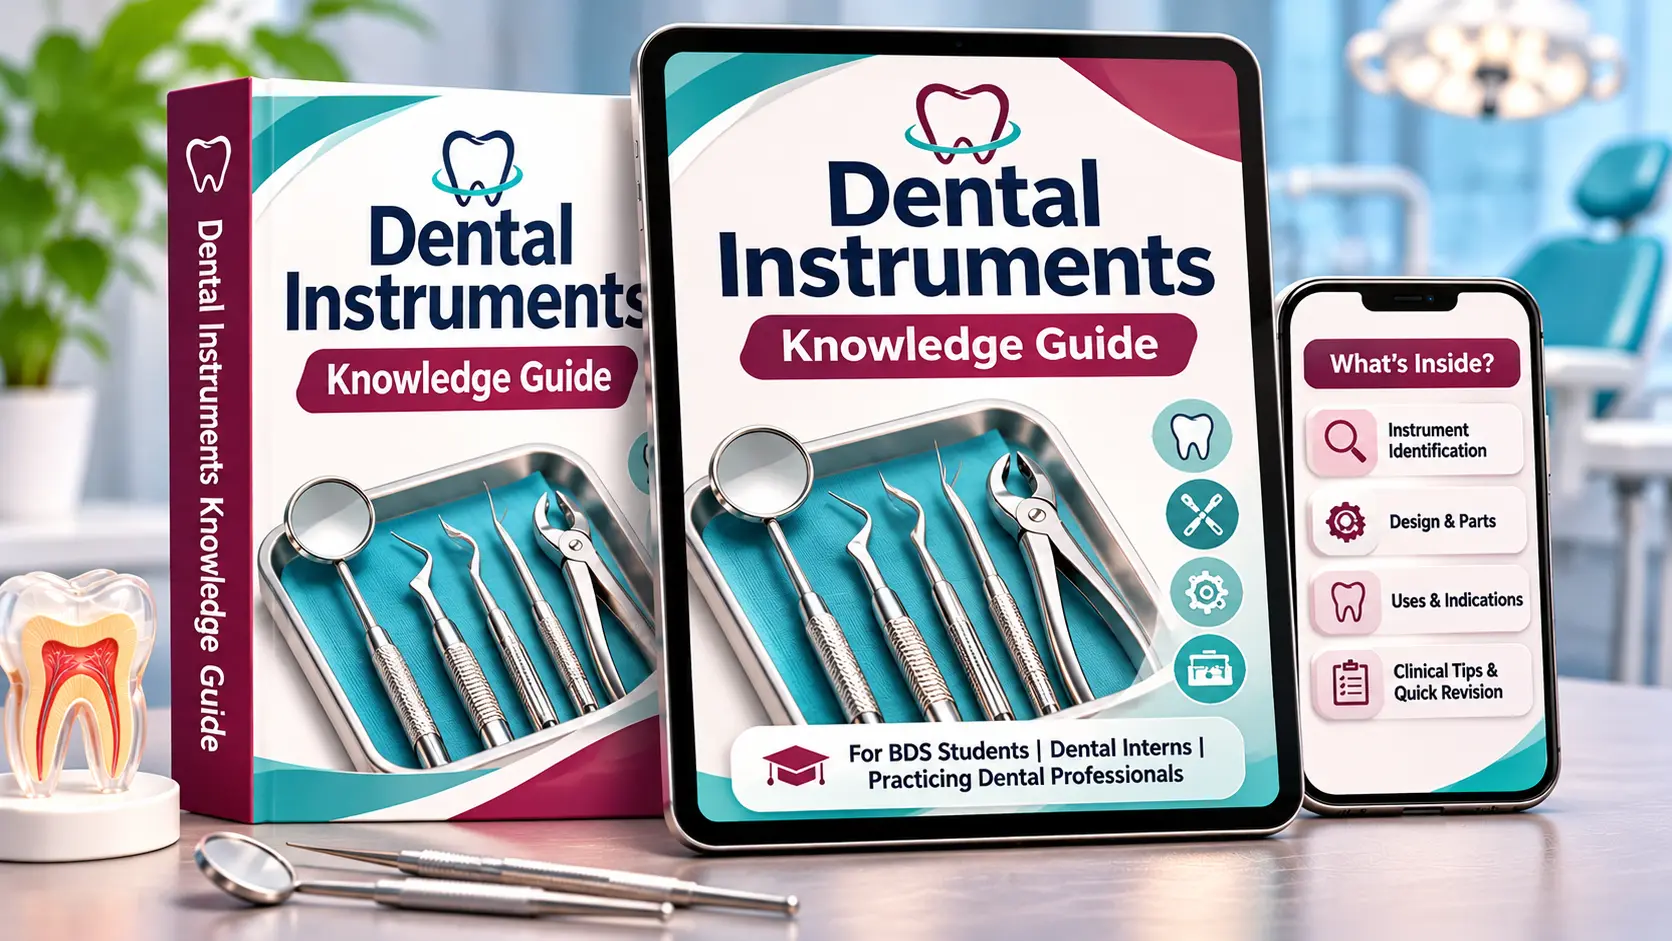 Dental Instruments Knowledge Guide
Dental
Instruments
Knowledge Guide
Dental
Instruments
Knowledge Guide
For BDS Students | Dental Interns |
Practicing Dental Professionals
What's Inside?
Instrument
Identification
Design & Parts
Uses & Indications
Clinical Tips &
Quick Revision